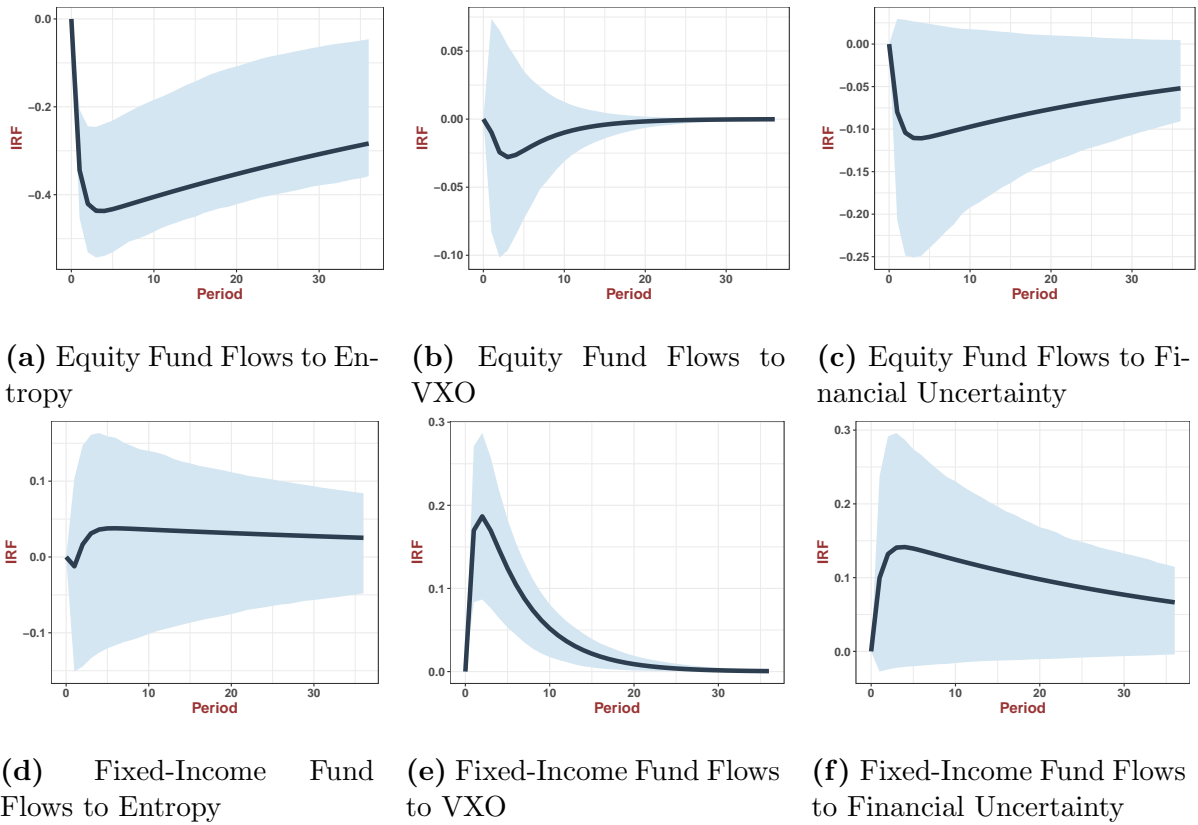 0.0
−0.2
−0.4
IRF
0 10 20 30
Period
0.05
0.00
−0.05
−0.10
IRF
0 10 20 30
Period
0.00
−0.05
−0.10
−0.15
−0.20
−0.25
IRF
0 10 20 30
Period
(a) Equity Fund Flows to En-
tropy
(b) Equity Fund Flows to
VXO
(c) Equity Fund Flows to Fi-
nancial Uncertainty
0.1
0.0
−0.1
IRF
0 10 20 30
Period
0.3
0.2
0.1
0.0
IRF
0 10 20 30
Period
0.3
0.2
0.1
0.0
IRF
0 10 20 30
Period
(d) Fixed-Income Fund
Flows to Entropy
(e) Fixed-Income Fund Flows
to VXO
(f) Fixed-Income Fund Flows
to Financial Uncertainty